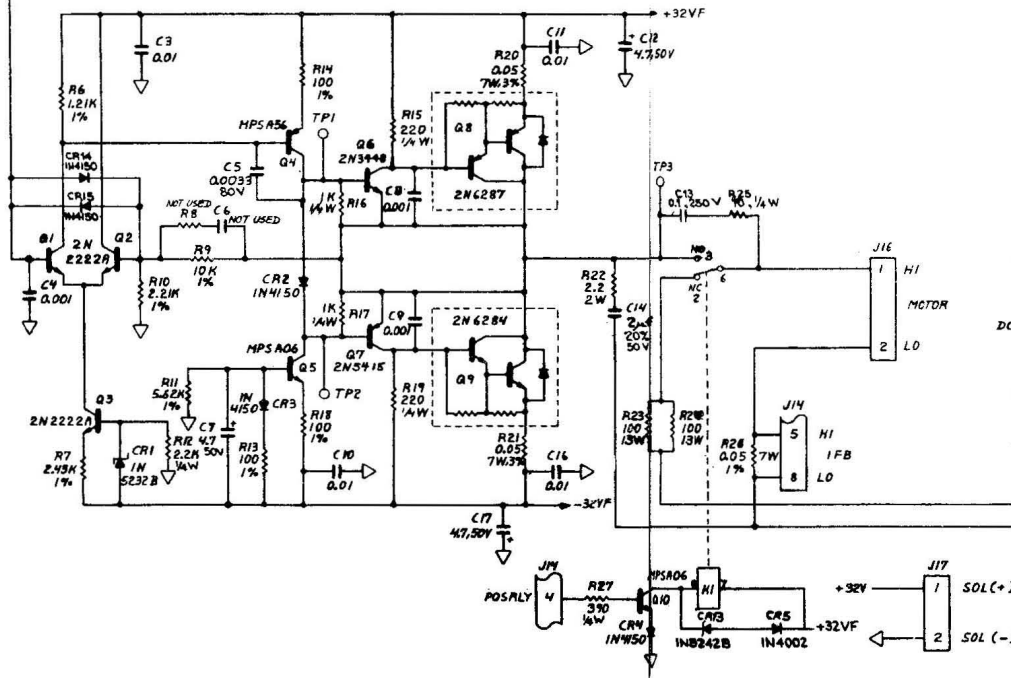 +32VF
C3
0.01
R6
1.21K
1%
R14
100
1%
MPSA56
Q4
TP1
C5
0.0033
80V
CR14
1N4150
CR15
1N4150
NOT USED
R8
C6
NOT USED
R9
10K
1%
Q1
2N
2222A
Q2
C4
0.001
R10
2.21K
1%
R15
220
1/4W
Q6
2N3448
C8
0.001
1K
1/4W
R16
Q8
2N6287
R20
0.05
7W,3%
C11
0.01
C12
4.7,50V
+
CR2
1N4150
1K
1/4W
R17
Q7
2N5415
C9
0.001
2N6284
Q9
MPSA06
Q5
TP2
R11
5.62K
1%
1N
4150
CR3
R18
100
1%
R19
220
1/4W
R21
0.05
7W,3%
C16
0.01
Q3
2N2222A
R7
2.43K
1%
CR1
1N
5232B
R12
2.2K
1/4W
C7
4.7
50V
+
R13
100
1%
C10
0.01
-32VF
C17
4.7,50V
+
TP3
C13
0.1,250V
R25
10,1/4W
NO
3
NC
2
6
R22
2.2
2W
C14
2µF
20%
50V
R23
100
13W
100
13W
J16
1
HI
MOTOR
2
LO
DC
J14
5
HI
IFB
8
LO
R26
0.05
1%
7W
J14
4
POSRLY
R27
390
1/4W
MPSA06
Q10
CR4
1N4150
K1
CR13
1N5242B
CR5
1N4002
+32VF
J17
+32V
1
SOL(+)
2
SOL(-)